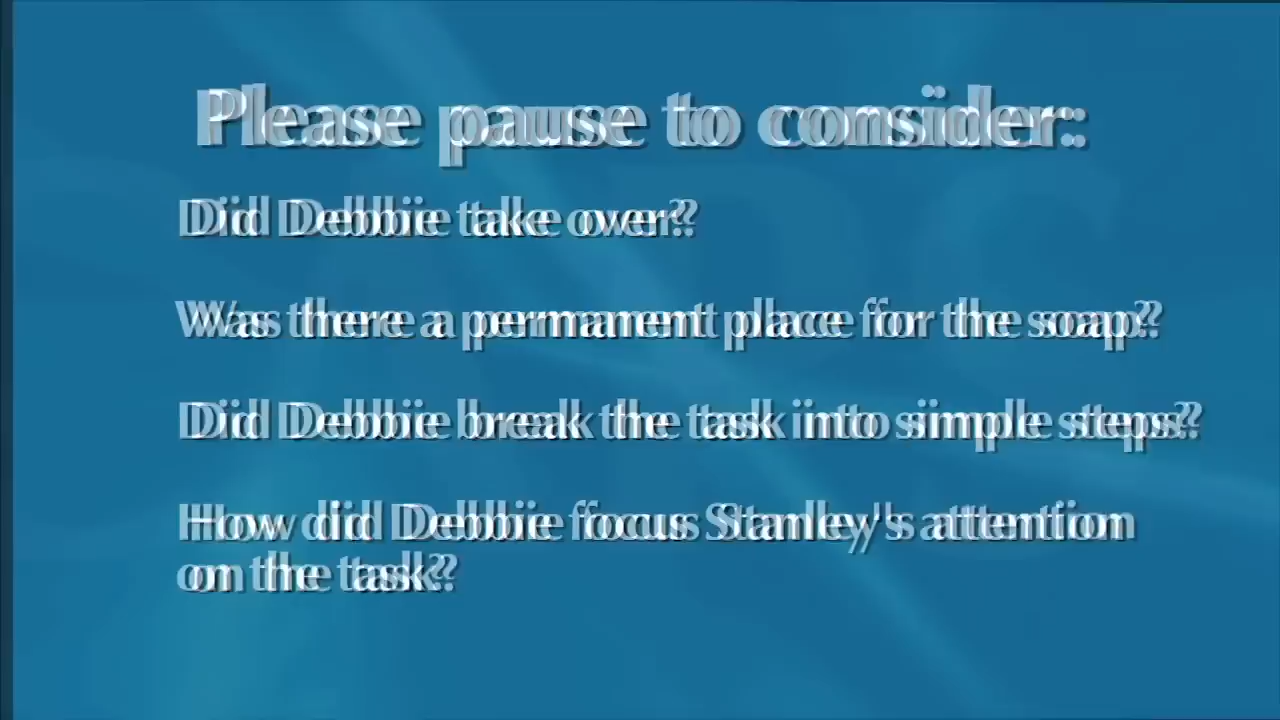 Please pause to consider:
Did Debbie take over?
Was there a permanent place for the soap?
Did Debbie break the task into simple steps?
How did Debbie focus Stanley's attention
on the task?